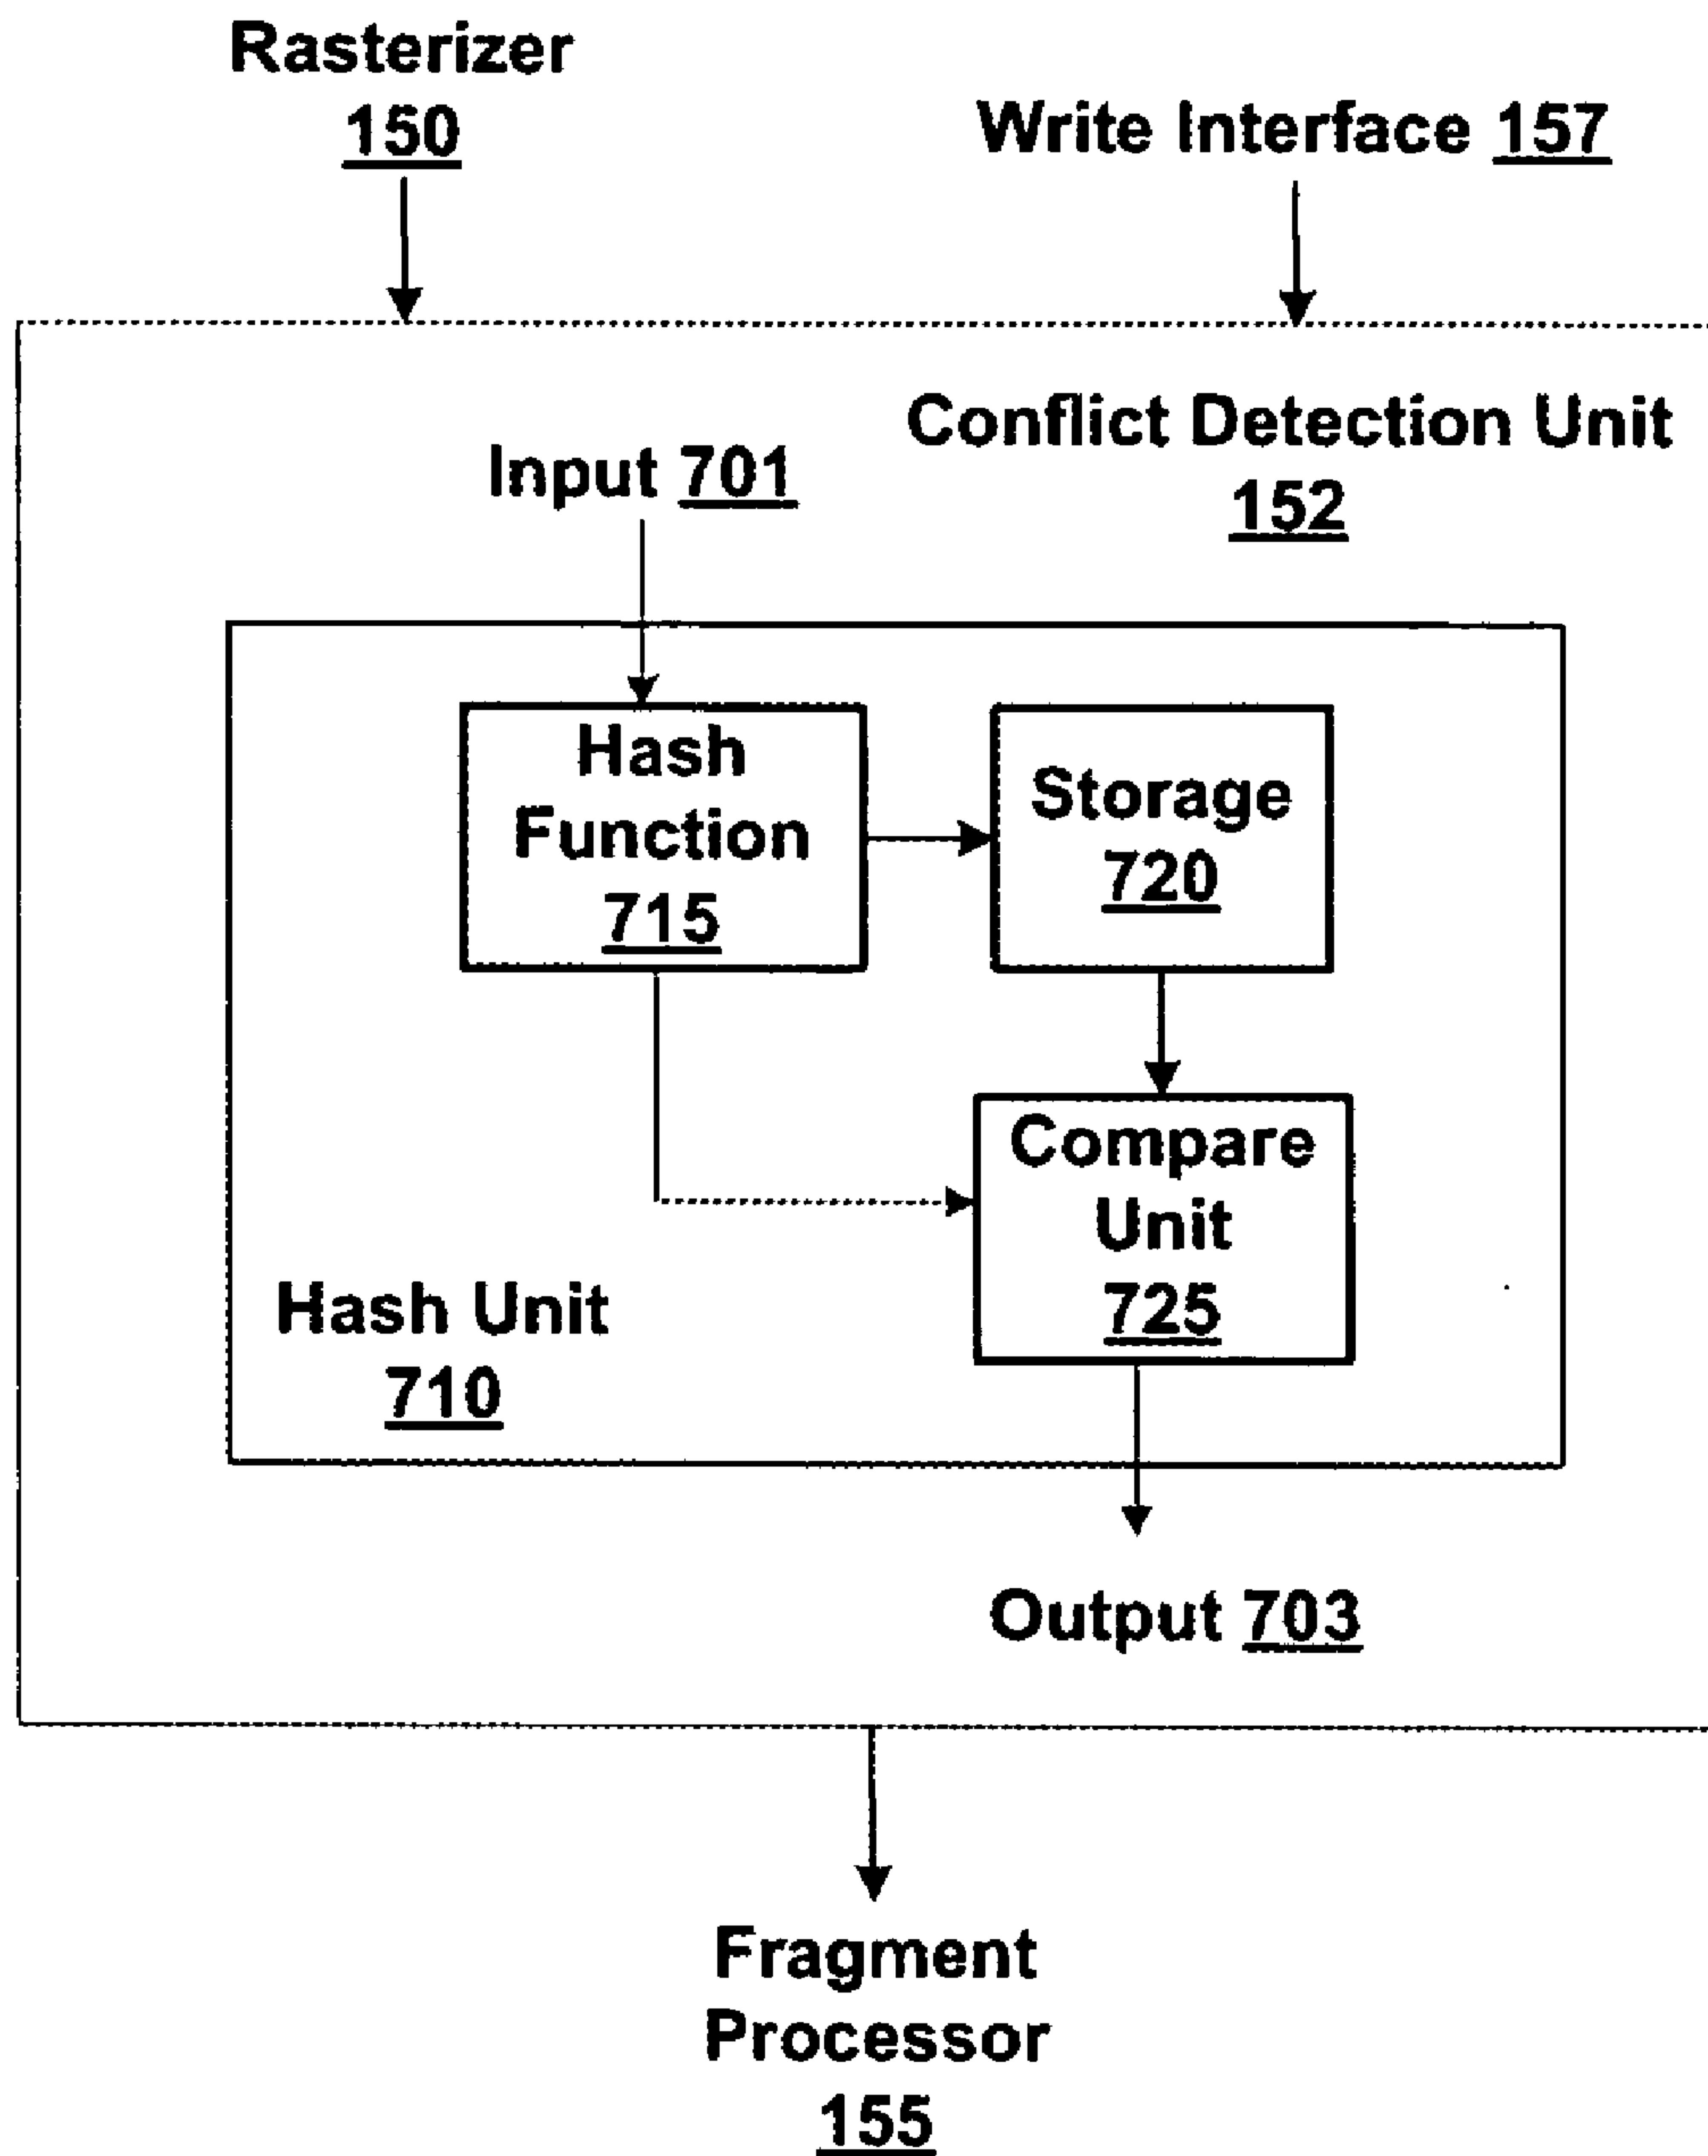 Rasterizer
150
Write Interface 157
Conflict Detection Unit
152
Input 701
Hash
Function
715
Storage
720
Compare
Unit
725
Hash Unit
710
Output 703
Fragment
Processor
155